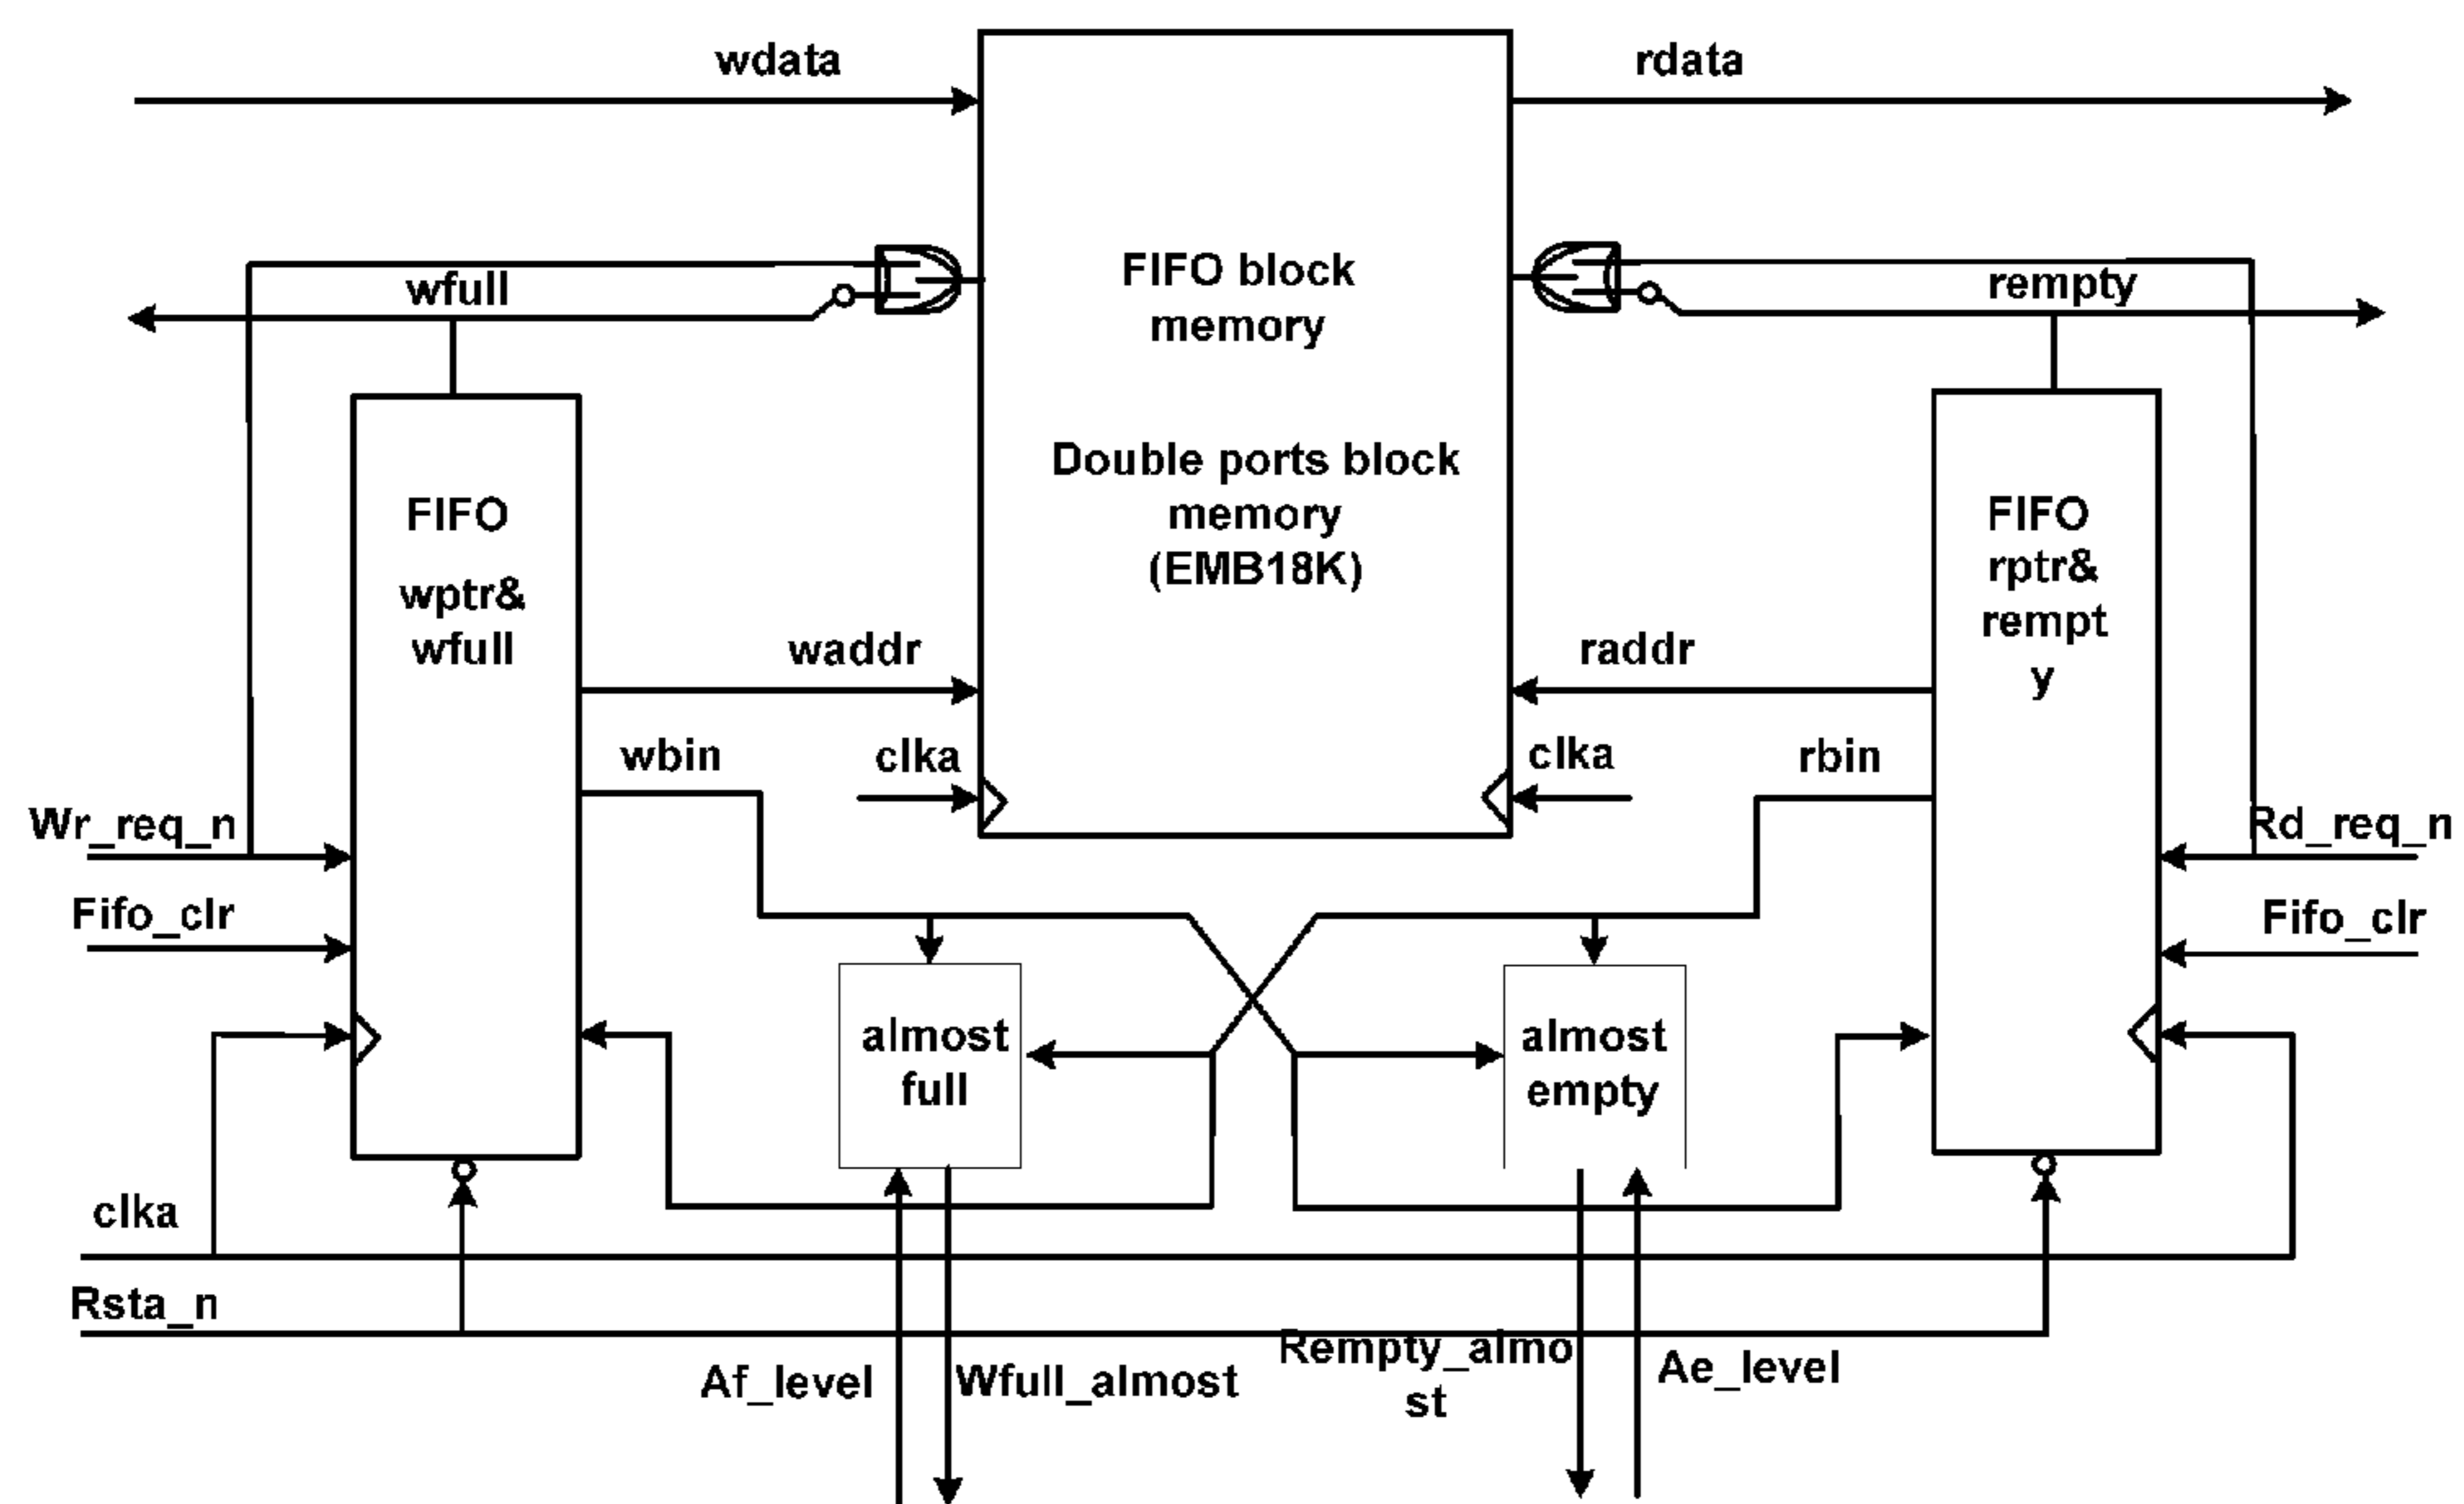 wdata
rdata
wfull
rempty
FIFO block
memory
Double ports block
memory
(EMB18K)
FIFO
wptr&
wfull
FIFO
rptr&
rempt
y
waddr
raddr
wbin
clka
clka
rbin
Wr_req_n
Rd_req_n
Fifo_clr
Fifo_clr
almost
full
almost
empty
clka
Rsta_n
Af_level
Wfull_almost
Rempty_almo
st
Ae_level